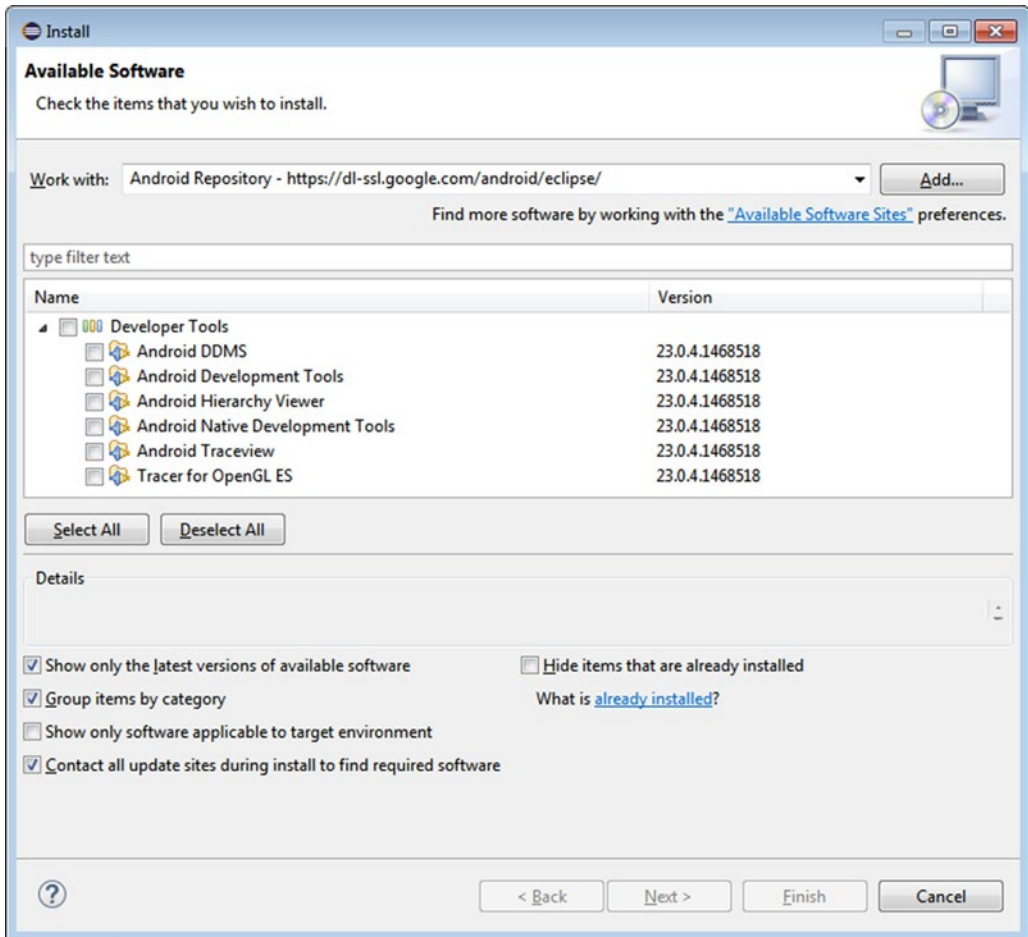 Install
Available Software
Check the items that you wish to install.
Work with: Android Repository - https://dl-ssl.google.com/android/eclipse/ Add...
Find more software by working with the "Available Software Sites" preferences.
type filter text
Name Version
Developer Tools
Android DDMS 23.0.4.1468518
Android Development Tools 23.0.4.1468518
Android Hierarchy Viewer 23.0.4.1468518
Android Native Development Tools 23.0.4.1468518
Android Traceview 23.0.4.1468518
Tracer for OpenGL ES 23.0.4.1468518
Select All Deselect All
Details
Show only the latest versions of available software Hide items that are already installed
Group items by category What is already installed?
Show only software applicable to target environment
Contact all update sites during install to find required software
? < Back Next > Finish Cancel